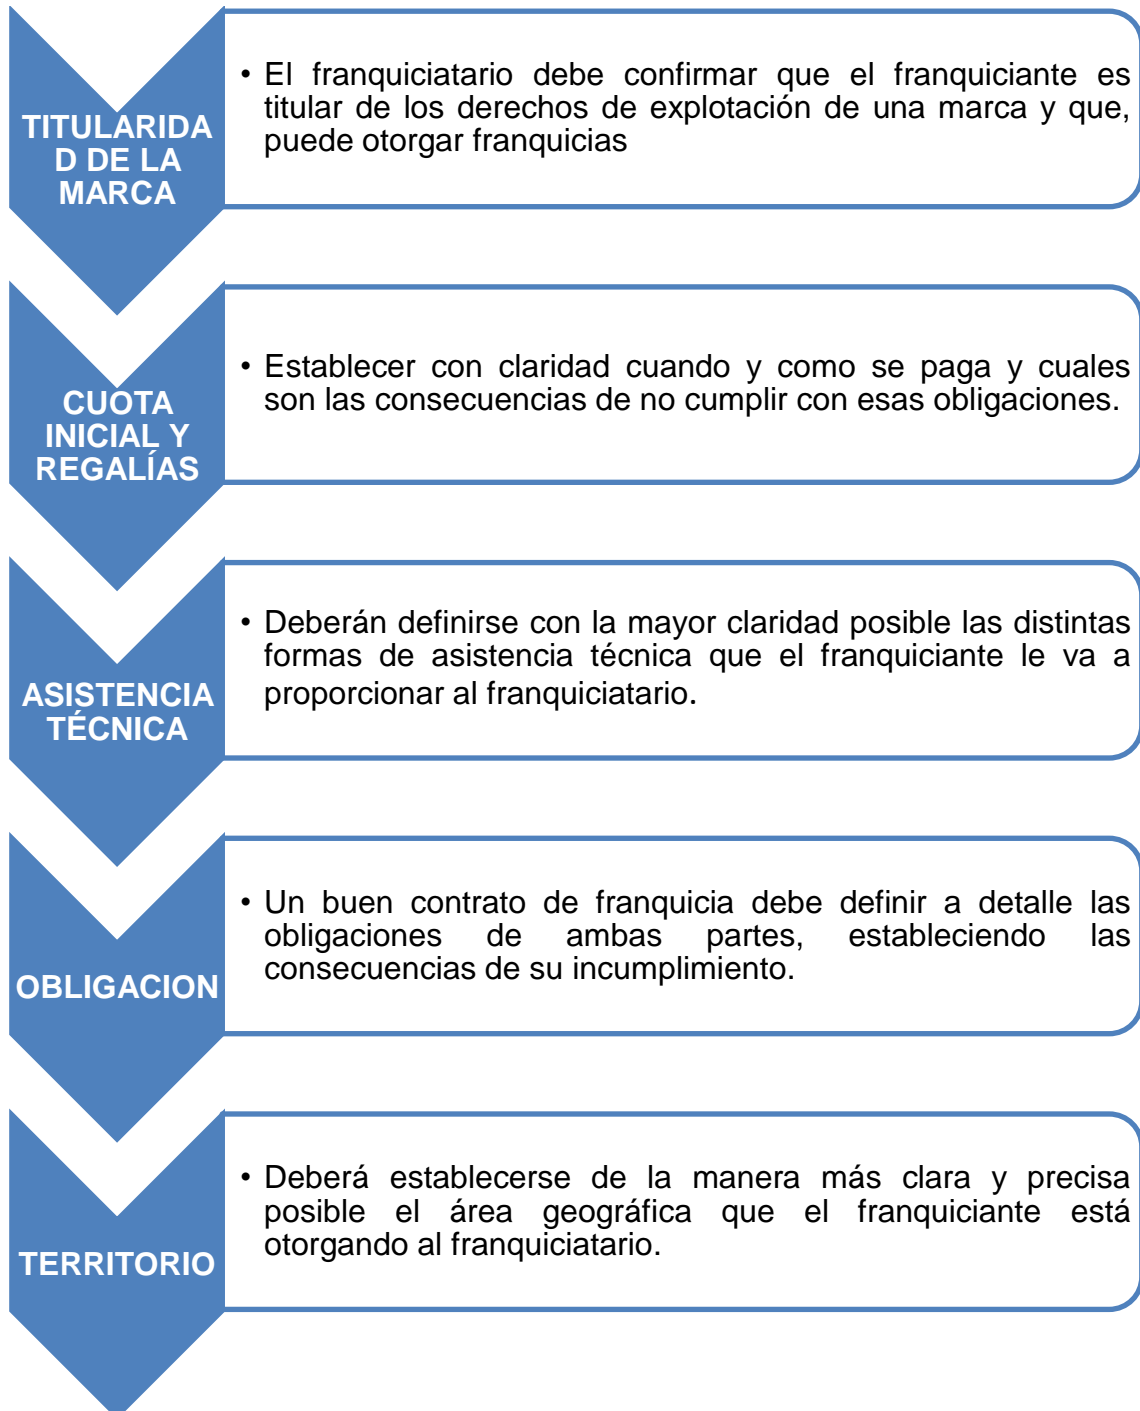 TITULARIDA
D DE LA
MARCA
• El franquiciatario debe confirmar que el franquiciante es
titular de los derechos de explotación de una marca y que,
puede otorgar franquicias
CUOTA
INICIAL Y
REGALÍAS
• Establecer con claridad cuando y como se paga y cuales
son las consecuencias de no cumplir con esas obligaciones.
ASISTENCIA
TÉCNICA
• Deberán definirse con la mayor claridad posible las distintas
formas de asistencia técnica que el franquiciante le va a
proporcionar al franquiciatario.
OBLIGACION
• Un buen contrato de franquicia debe definir a detalle las
obligaciones de ambas partes, estableciendo las
consecuencias de su incumplimiento.
TERRITORIO
• Deberá establecerse de la manera más clara y precisa
posible el área geográfica que el franquiciante está
otorgando al franquiciatario.